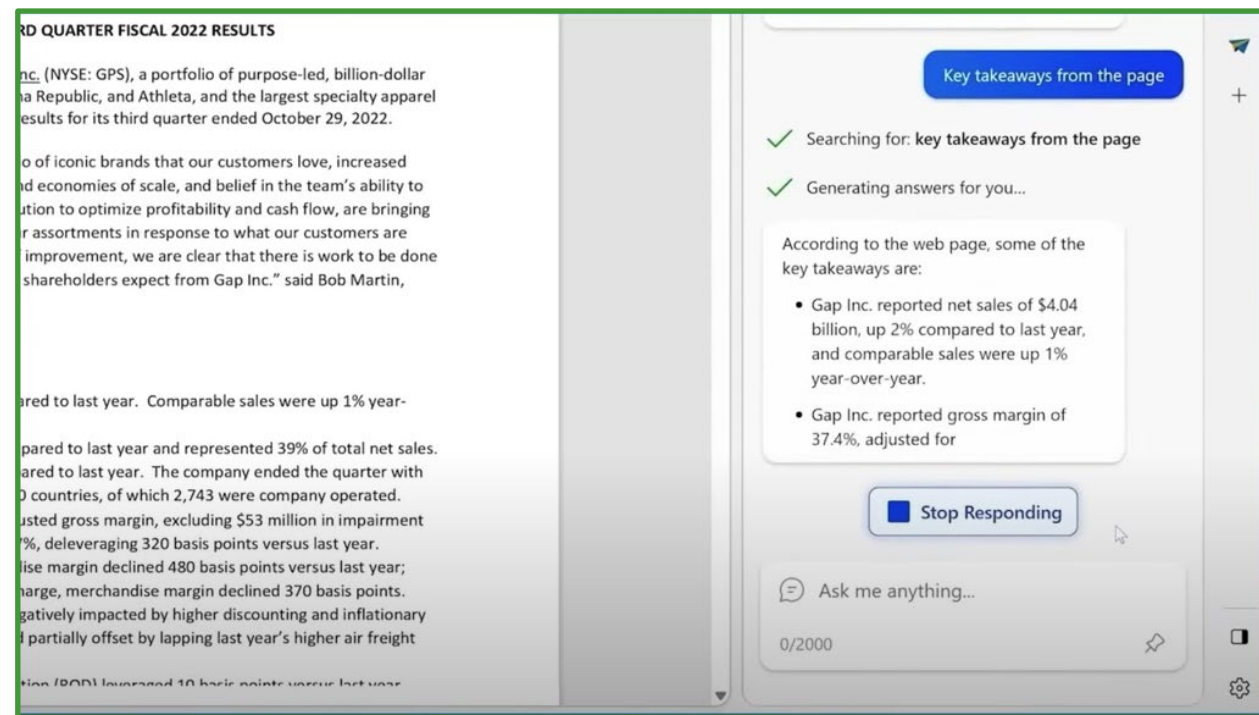 RD QUARTER FISCAL 2022 RESULTS
nc. (NYSE: GPS), a portfolio of purpose-led, billion-dollar
a Republic, and Athleta, and the largest specialty apparel
esults for its third quarter ended October 29, 2022.
o of iconic brands that our customers love, increased
d economies of scale, and belief in the team's ability to
ution to optimize profitability and cash flow, are bringing
r assortments in response to what our customers are
improvement, we are clear that there is work to be done
shareholders expect from Gap Inc." said Bob Martin,
ared to last year. Comparable sales were up 1% year-
pared to last year and represented 39% of total net sales.
ared to last year. The company ended the quarter with
0 countries, of which 2,743 were company operated.
usted gross margin, excluding $53 million in impairment
%, deleveraging 320 basis points versus last year.
ise margin declined 480 basis points versus last year;
harge, merchandise margin declined 370 basis points.
gatively impacted by higher discounting and inflationary
partially offset by lapping last year's higher air freight
tion (ROD) leveraged 10 basis points versus last year
Key takeaways from the page
Searching for: key takeaways from the page
Generating answers for you...
According to the web page, some of the
key takeaways are:
• Gap Inc. reported net sales of $4.04
billion, up 2% compared to last year,
and comparable sales were up 1%
year-over-year.
• Gap Inc. reported gross margin of
37.4%, adjusted for
Stop Responding
Ask me anything...
0/2000